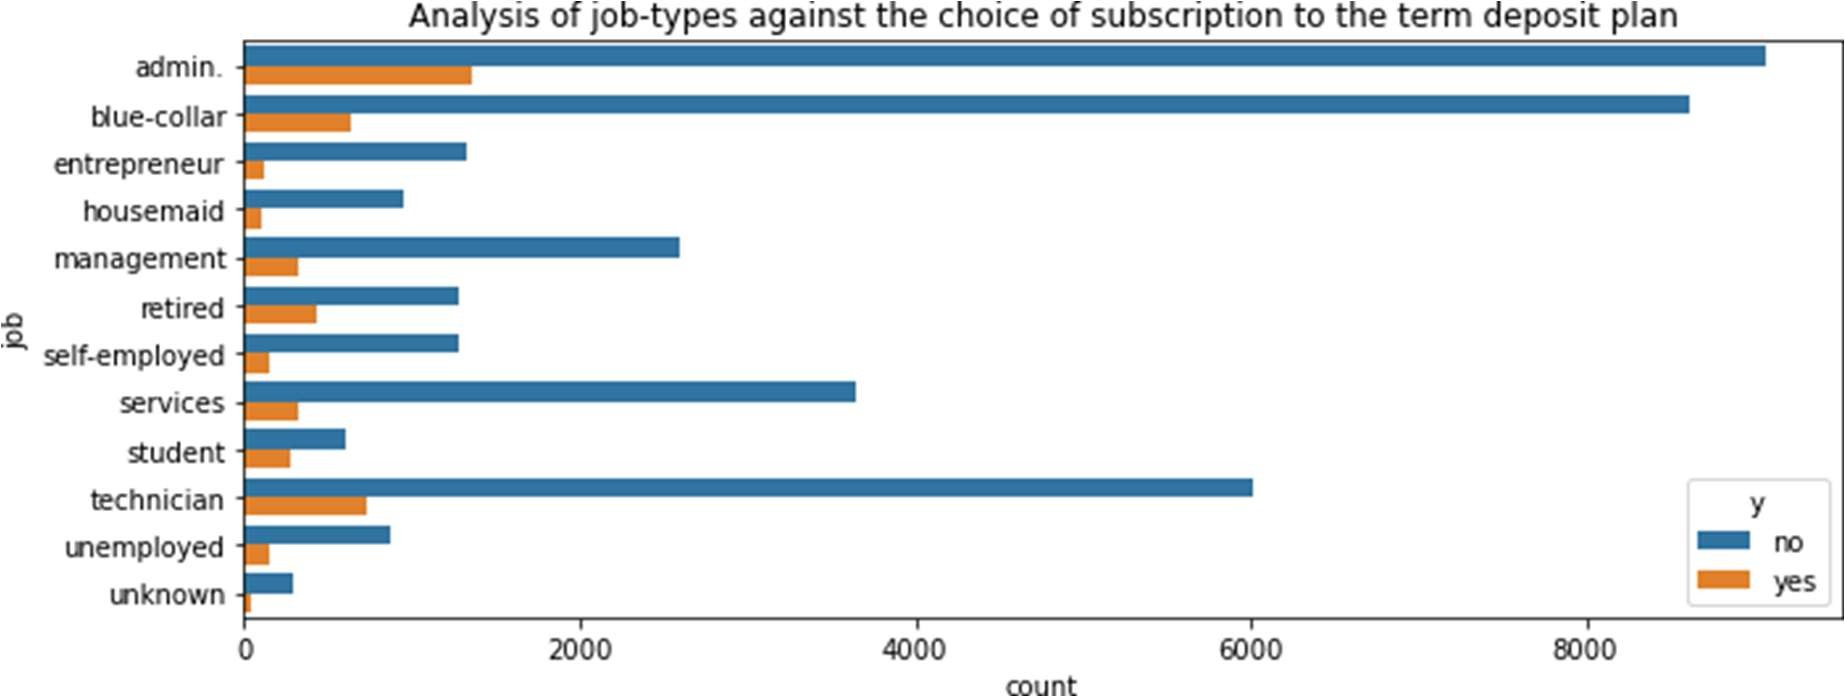 Analysis of job-types against the choice of subscription to the term deposit plan
admin.
blue-collar
entrepreneur
housemaid
management
retired
self-employed
services
student
technician
unemployed
unknown
job
0 2000 4000 6000 8000
count
y
no
yes